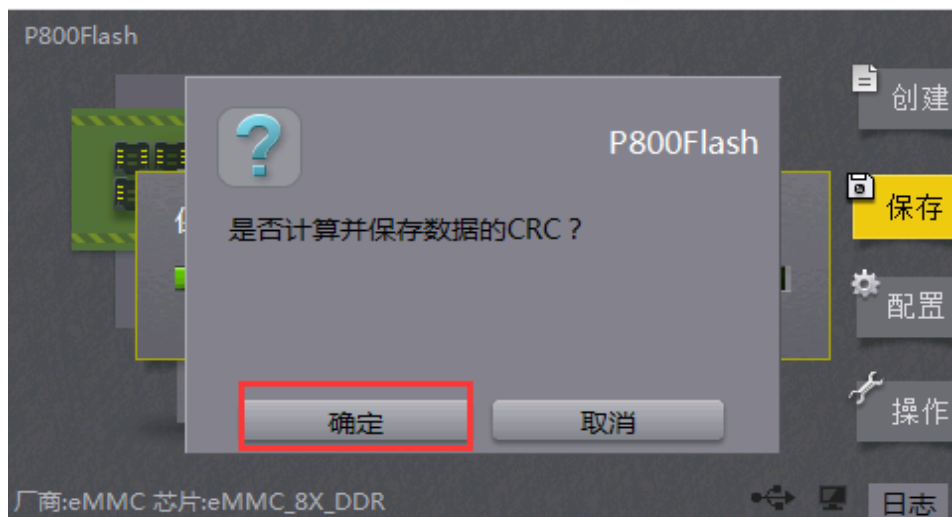 P800Flash
创建
P800Flash
是否计算并保存数据的CRC？
保存
配置
确定
取消
操作
厂商:eMMC 芯片:eMMC_8X_DDR
日志